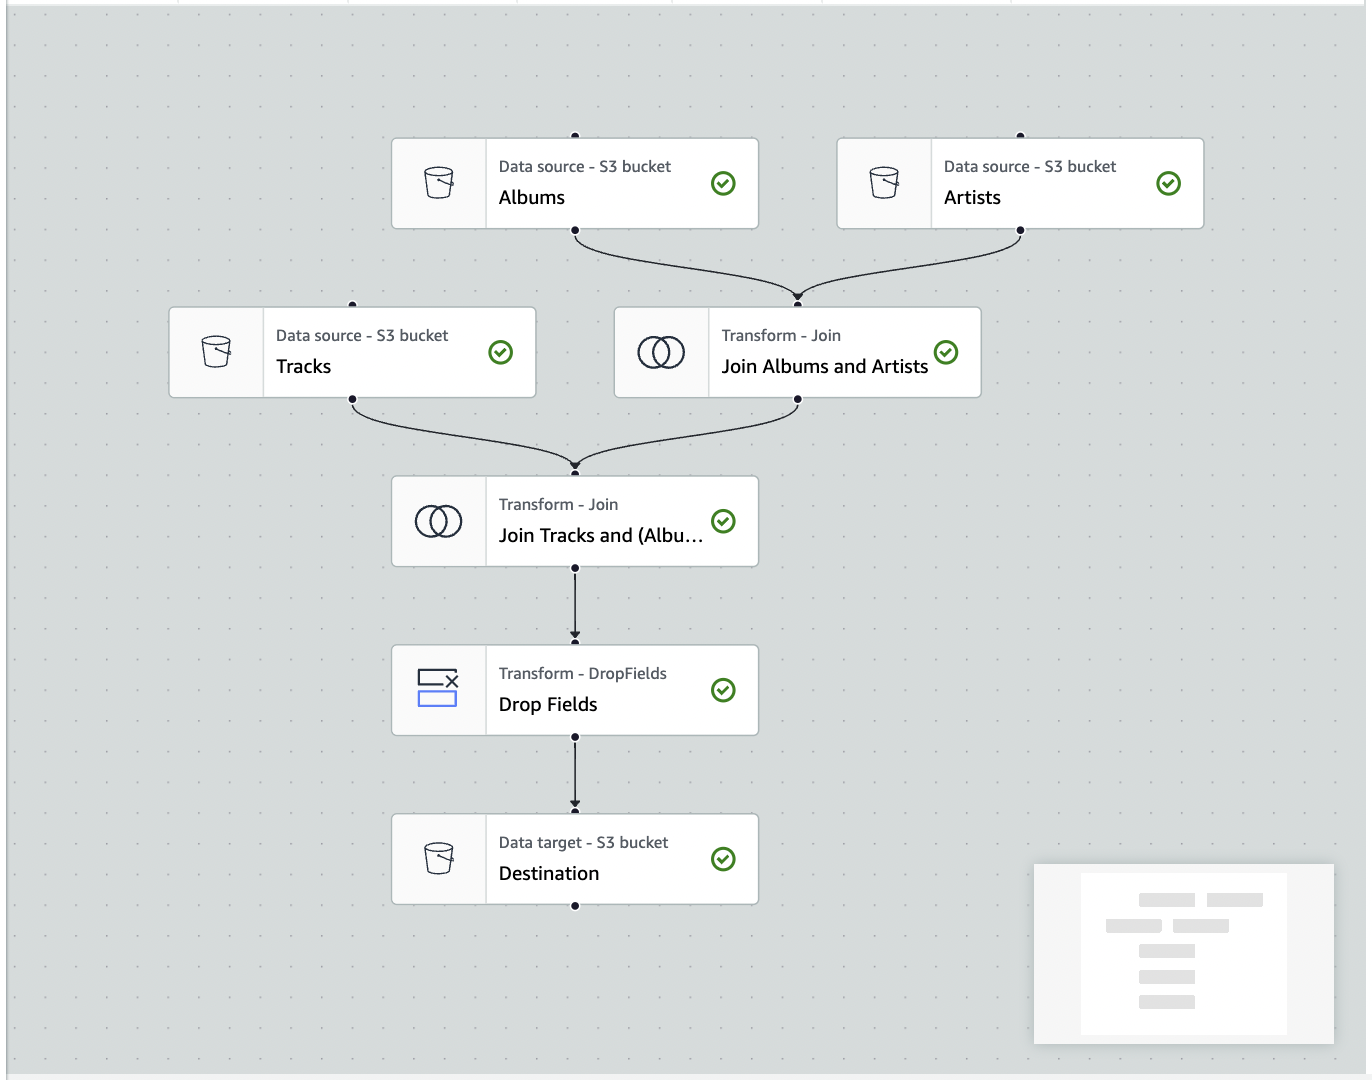 Data source - S3 bucket
Albums
Data source - S3 bucket
Artists
Data source - S3 bucket
Tracks
Transform - Join
Join Albums and Artists
Transform - Join
Join Tracks and (Albu...
Transform - DropFields
Drop Fields
Data target - S3 bucket
Destination